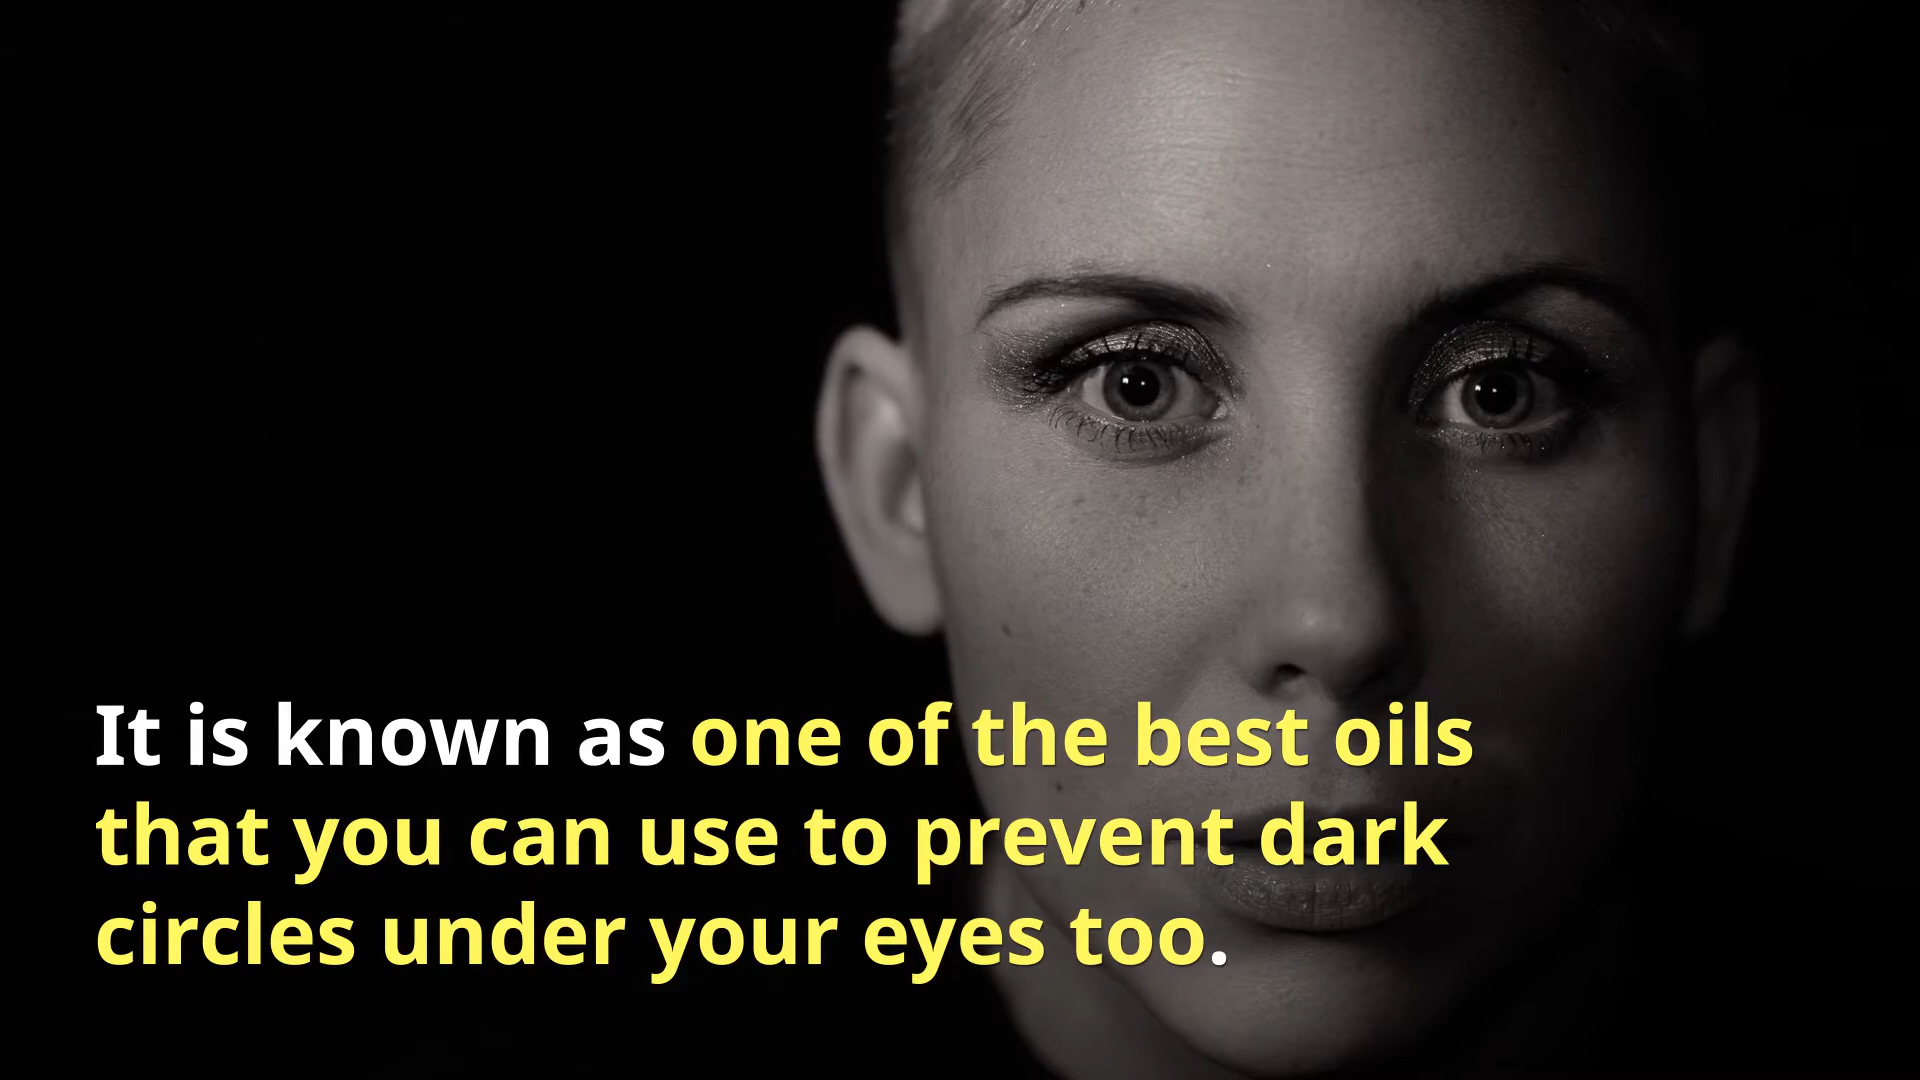 It is known as one of the best oils
that you can use to prevent dark
circles under your eyes too.